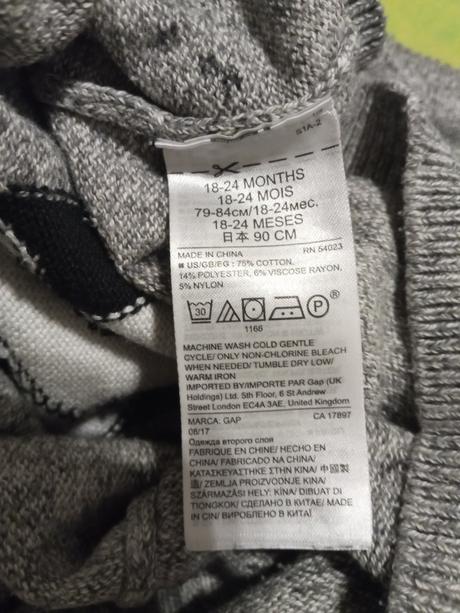 S1A-2
18-24 MONTHS
18-24 MOIS
79-84см/18-24мес.
18-24 MESES
日本 90 CM
MADE IN CHINA RN 54023
■ US/GB/EG : 75% COTTON,
14% POLYESTER, 6% VISCOSE RAYON,
5% NYLON
30 P ®
1166
MACHINE WASH COLD GENTLE
CYCLE/ ONLY NON-CHLORINE BLEACH
WHEN NEEDED/ TUMBLE DRY LOW/
WARM IRON
IMPORTED BY/IMPORTE PAR Gap (UK
Holdings) Ltd. 5th Floor, 6 St Andrew
Street London EC4A 3AE, United Kingdom
MARCA: GAP CA 17897
08/17
Одежда второго слоя
FABRIQUE EN CHINE/ HECHO EN
CHINA/ FABRICADO NA CHINA/
ΚΑΤΑΣΚΕΥΑΣΤΗΚΕ ΣΤΗΝ ΚΙΝΑ/ 中國製
造/ ZEMLJA PROIZVODNJE KINA/
SZÁRMAZÁSI HELY: KÍNA/ DIBUAT DI
TIONGKOK/ СДЕЛАНО В КИТАЕ/ MADE
IN CIN/ ВИРОБЛЕНО В КИТАЇ